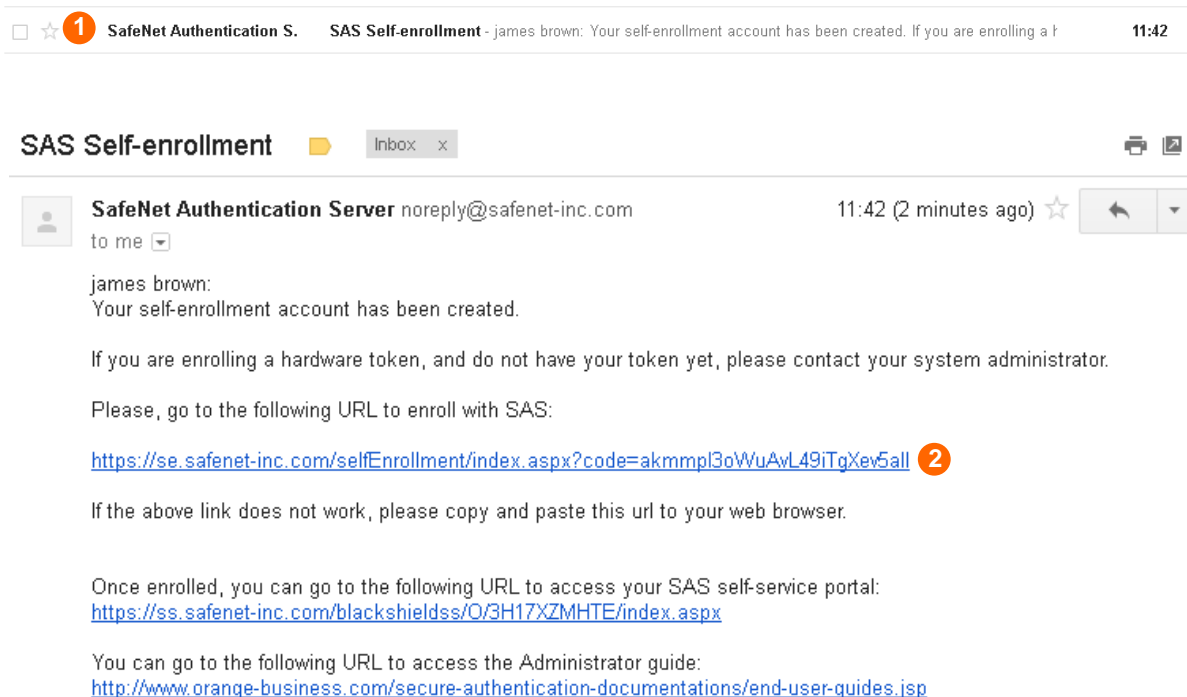 1 SafeNet Authentication S. SAS Self-enrollment - james brown: Your self-enrollment account has been created. If you are enrolling a h 11:42
SAS Self-enrollment Inbox x
SafeNet Authentication Server noreply@safenet-inc.com 11:42 (2 minutes ago)
to me
james brown:
Your self-enrollment account has been created.
If you are enrolling a hardware token, and do not have your token yet, please contact your system administrator.
Please, go to the following URL to enroll with SAS:
https://se.safenet-inc.com/selfEnrollment/index.aspx?code=akmmpl3oWuAvL49iTgXev5all 2
If the above link does not work, please copy and paste this url to your web browser.
Once enrolled, you can go to the following URL to access your SAS self-service portal:
https://ss.safenet-inc.com/blackshieldss/O/3H17XZMHTE/index.aspx
You can go to the following URL to access the Administrator guide:
http://www.orange-business.com/secure-authentication-documentations/end-user-guides.jsp